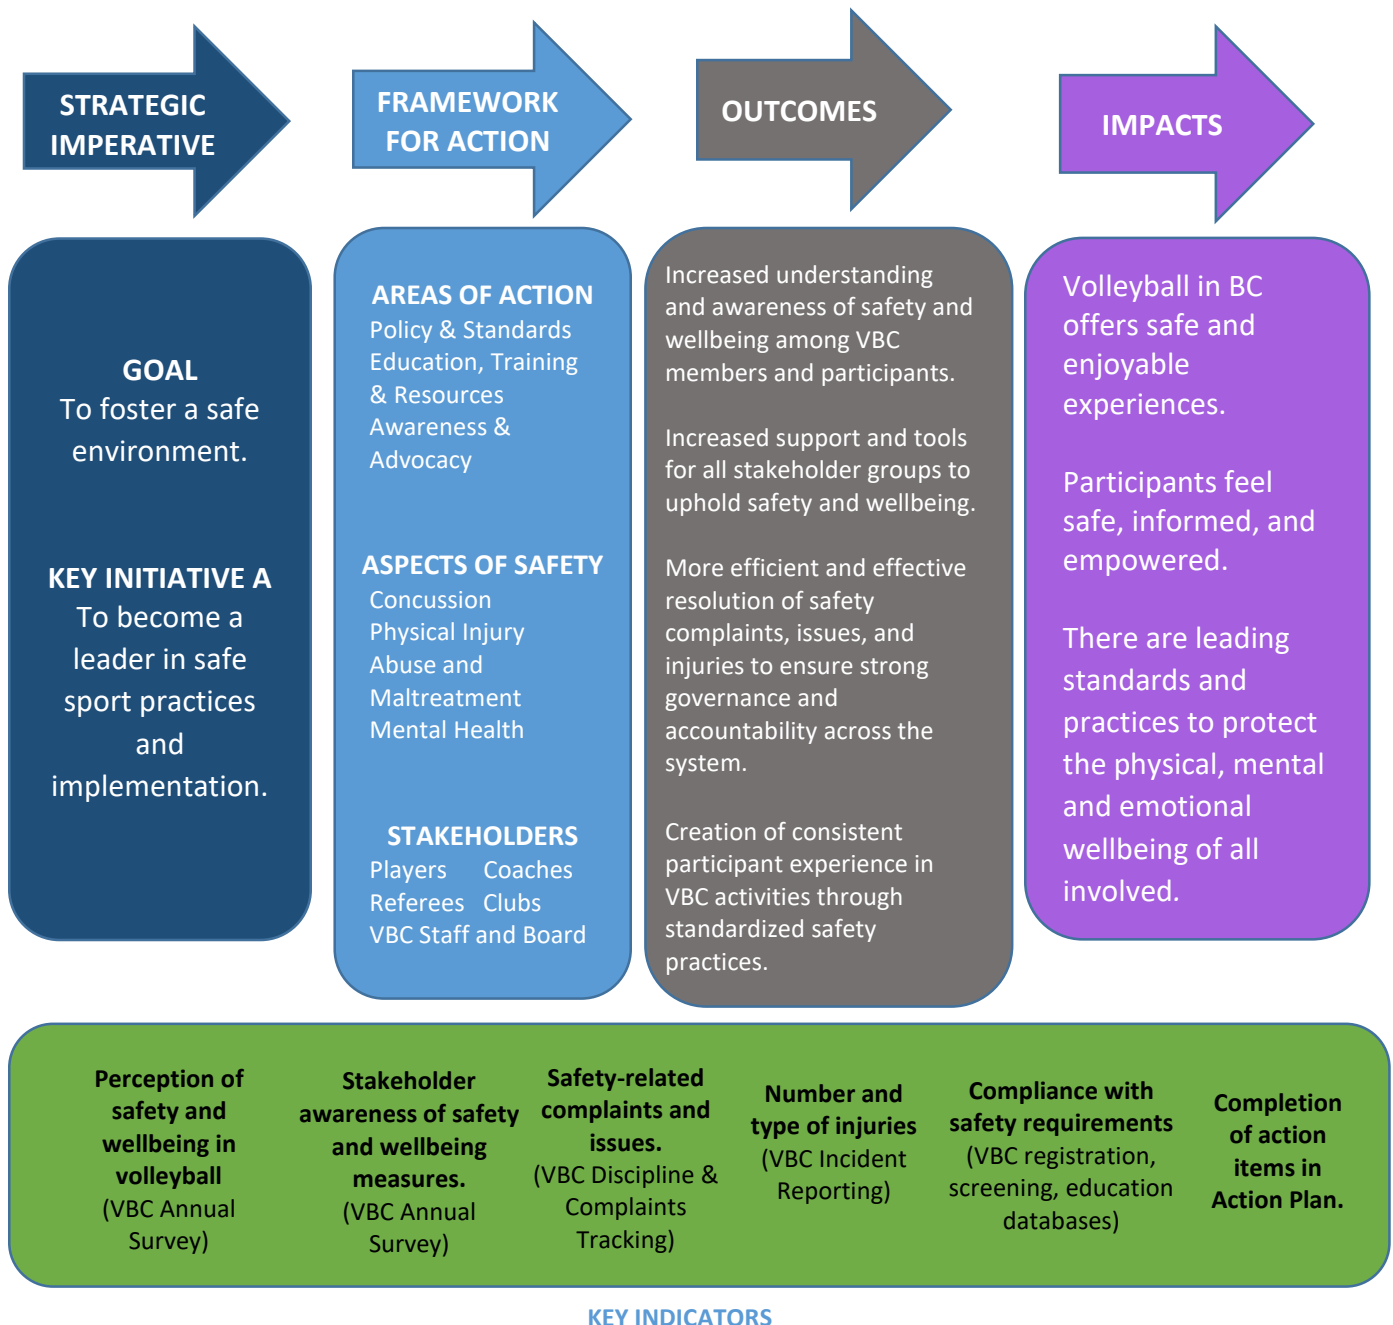 STRATEGIC
IMPERATIVE
FRAMEWORK
FOR ACTION
OUTCOMES
IMPACTS
GOAL
To foster a safe
environment.
KEY INITIATIVE A
To become a
leader in safe
sport practices
and
implementation.
AREAS OF ACTION
Policy & Standards
Education, Training
& Resources
Awareness &
Advocacy
ASPECTS OF SAFETY
Concussion
Physical Injury
Abuse and
Maltreatment
Mental Health
STAKEHOLDERS
Players Coaches
Referees Clubs
VBC Staff and Board
Increased understanding
and awareness of safety and
wellbeing among VBC
members and participants.
Increased support and tools
for all stakeholder groups to
uphold safety and wellbeing.
More efficient and effective
resolution of safety
complaints, issues, and
injuries to ensure strong
governance and
accountability across the
system.
Creation of consistent
participant experience in
VBC activities through
standardized safety
practices.
Volleyball in BC
offers safe and
enjoyable
experiences.
Participants feel
safe, informed, and
empowered.
There are leading
standards and
practices to protect
the physical, mental
and emotional
wellbeing of all
involved.
Perception of
safety and
wellbeing in
volleyball
(VBC Annual
Survey)
Stakeholder
awareness of safety
and wellbeing
measures.
(VBC Annual
Survey)
Safety-related
complaints and
issues.
(VBC Discipline &
Complaints
Tracking)
Number and
type of injuries
(VBC Incident
Reporting)
Compliance with
safety requirements
(VBC registration,
screening, education
databases)
Completion
of action
items in
Action Plan.
KEY INDICATORS